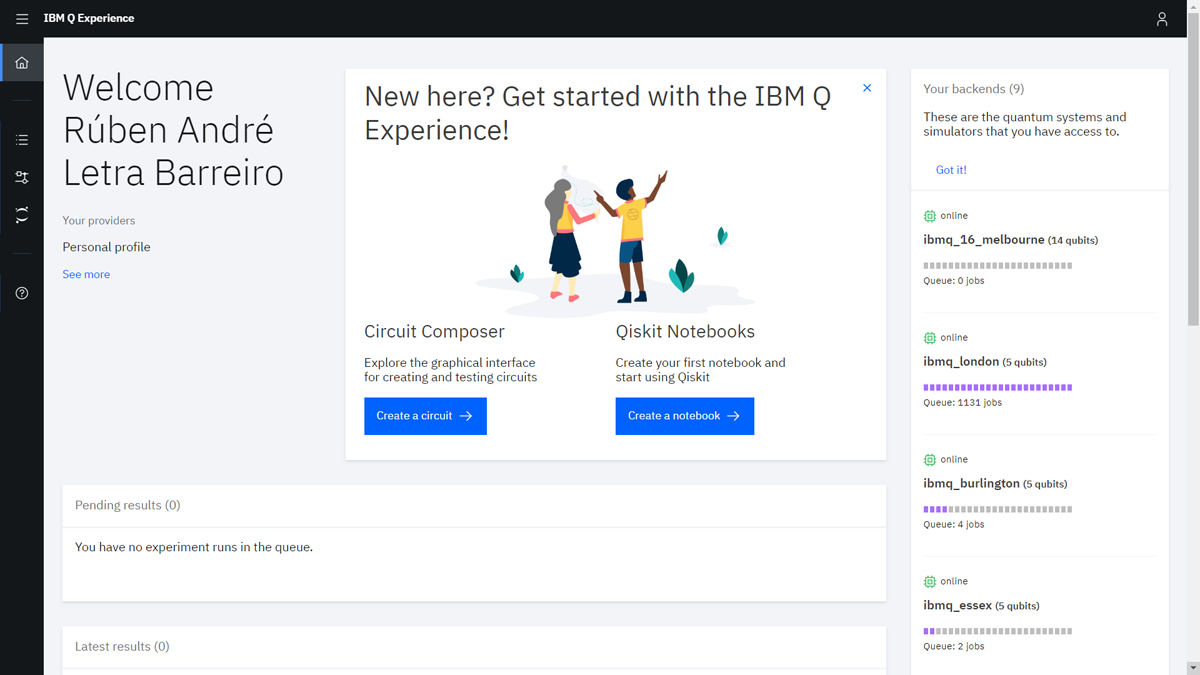 IBM Q Experience
Welcome
Rúben André
Letra Barreiro
Your providers
Personal profile
See more
New here? Get started with the IBM Q
Experience!
Circuit Composer
Explore the graphical interface
for creating and testing circuits
Create a circuit
Qiskit Notebooks
Create your first notebook and
start using Qiskit
Create a notebook
Pending results (0)
You have no experiment runs in the queue.
Latest results (0)
Your backends (9)
These are the quantum systems and
simulators that you have access to.
Got it!
online
ibmq_16_melbourne (14 qubits)
Queue: 0 jobs
online
ibmq_london (5 qubits)
Queue: 1131 jobs
online
ibmq_burlington (5 qubits)
Queue: 4 jobs
online
ibmq_essex (5 qubits)
Queue: 2 jobs